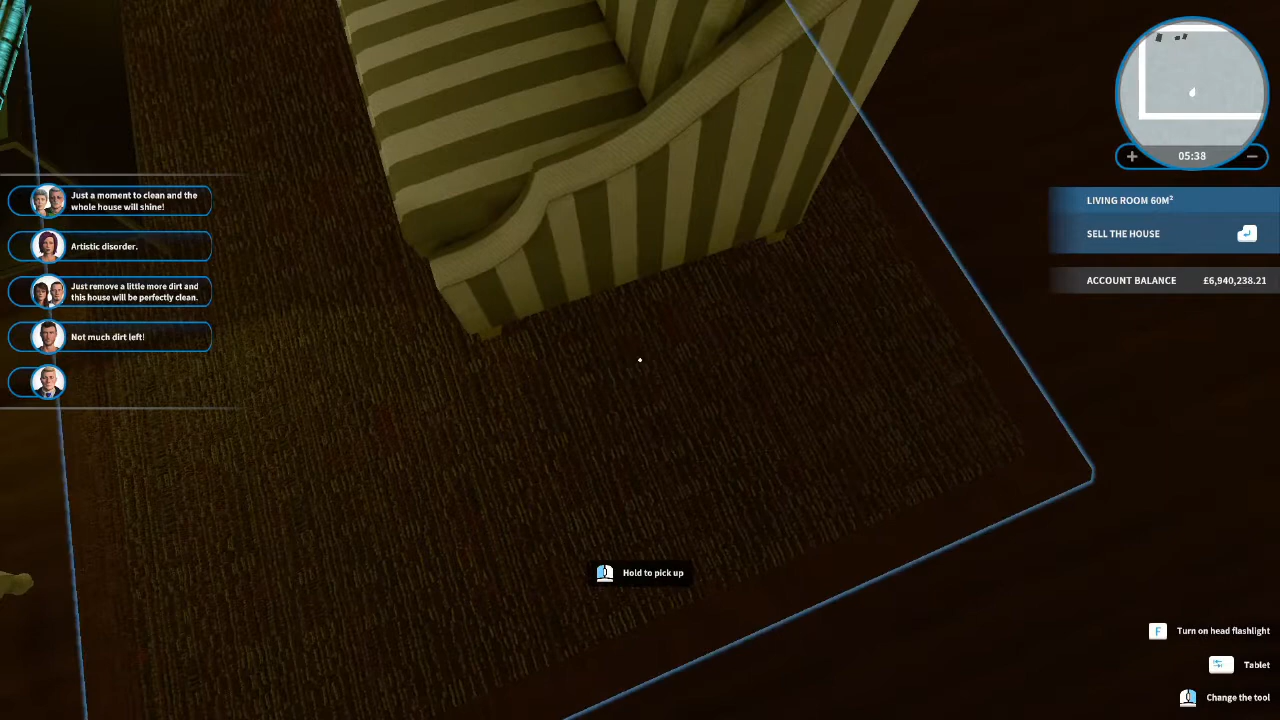 05:38
LIVING ROOM 60M²
SELL THE HOUSE
ACCOUNT BALANCE £6,940,238.21
Just a moment to clean and the
whole house will shine!
Artistic disorder.
Just remove a little more dirt and
this house will be perfectly clean.
Not much dirt left!
Hold to pick up
F Turn on head flashlight
Tablet
Change the tool